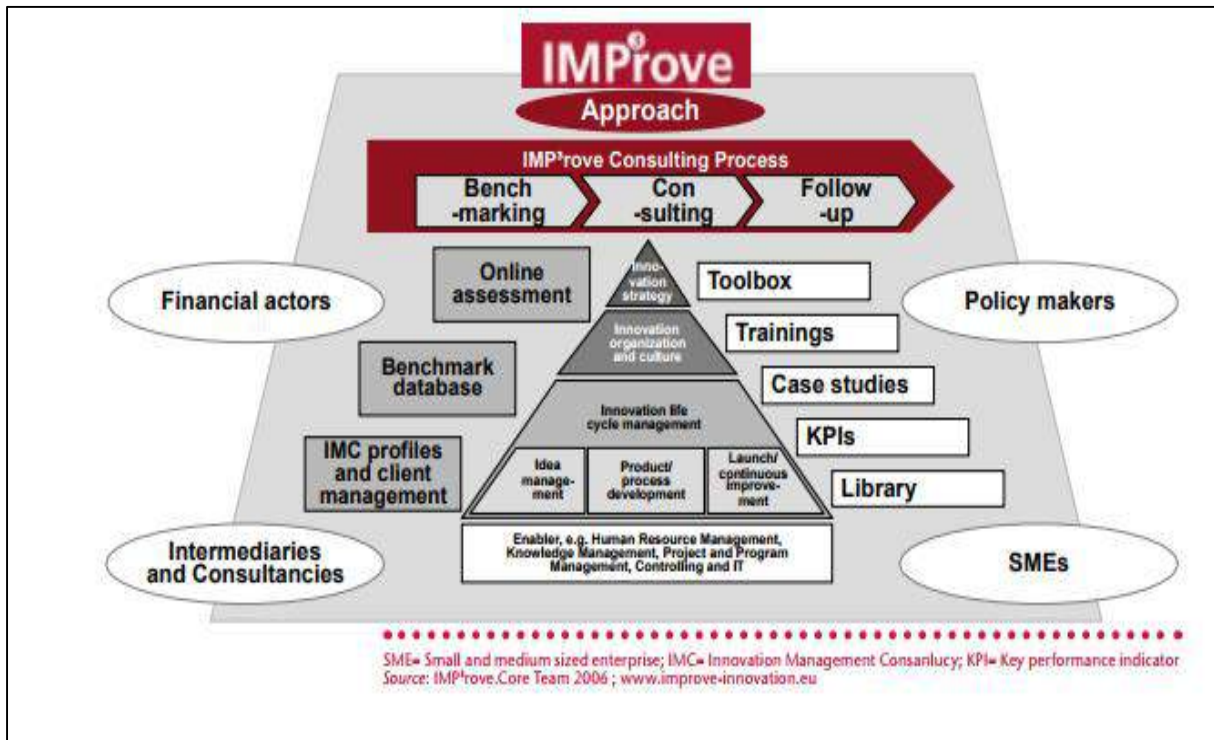 IMP³rove
Approach
IMP³rove Consulting Process
Bench
-marking
Con
-sulting
Follow
-up
Financial actors
Online
assessment
Inno-
vation
strategy
Toolbox
Policy makers
Innovation
organization
and culture
Trainings
Benchmark
database
Case studies
Innovation life
cycle management
KPIs
IMC profiles
and client
management
Idea
manage-
ment
Product/
process
development
Launch/
continuous
improve-
ment
Library
Intermediaries
and Consultancies
Enabler, e.g. Human Resource Management,
Knowledge Management, Project and Program
Management, Controlling and IT
SMEs
SME= Small and medium sized enterprise; IMC= Innovation Management Consanlucy; KPI= Key performance indicator
Source: IMP³rove.Core Team 2006 ; www.improve-innovation.eu